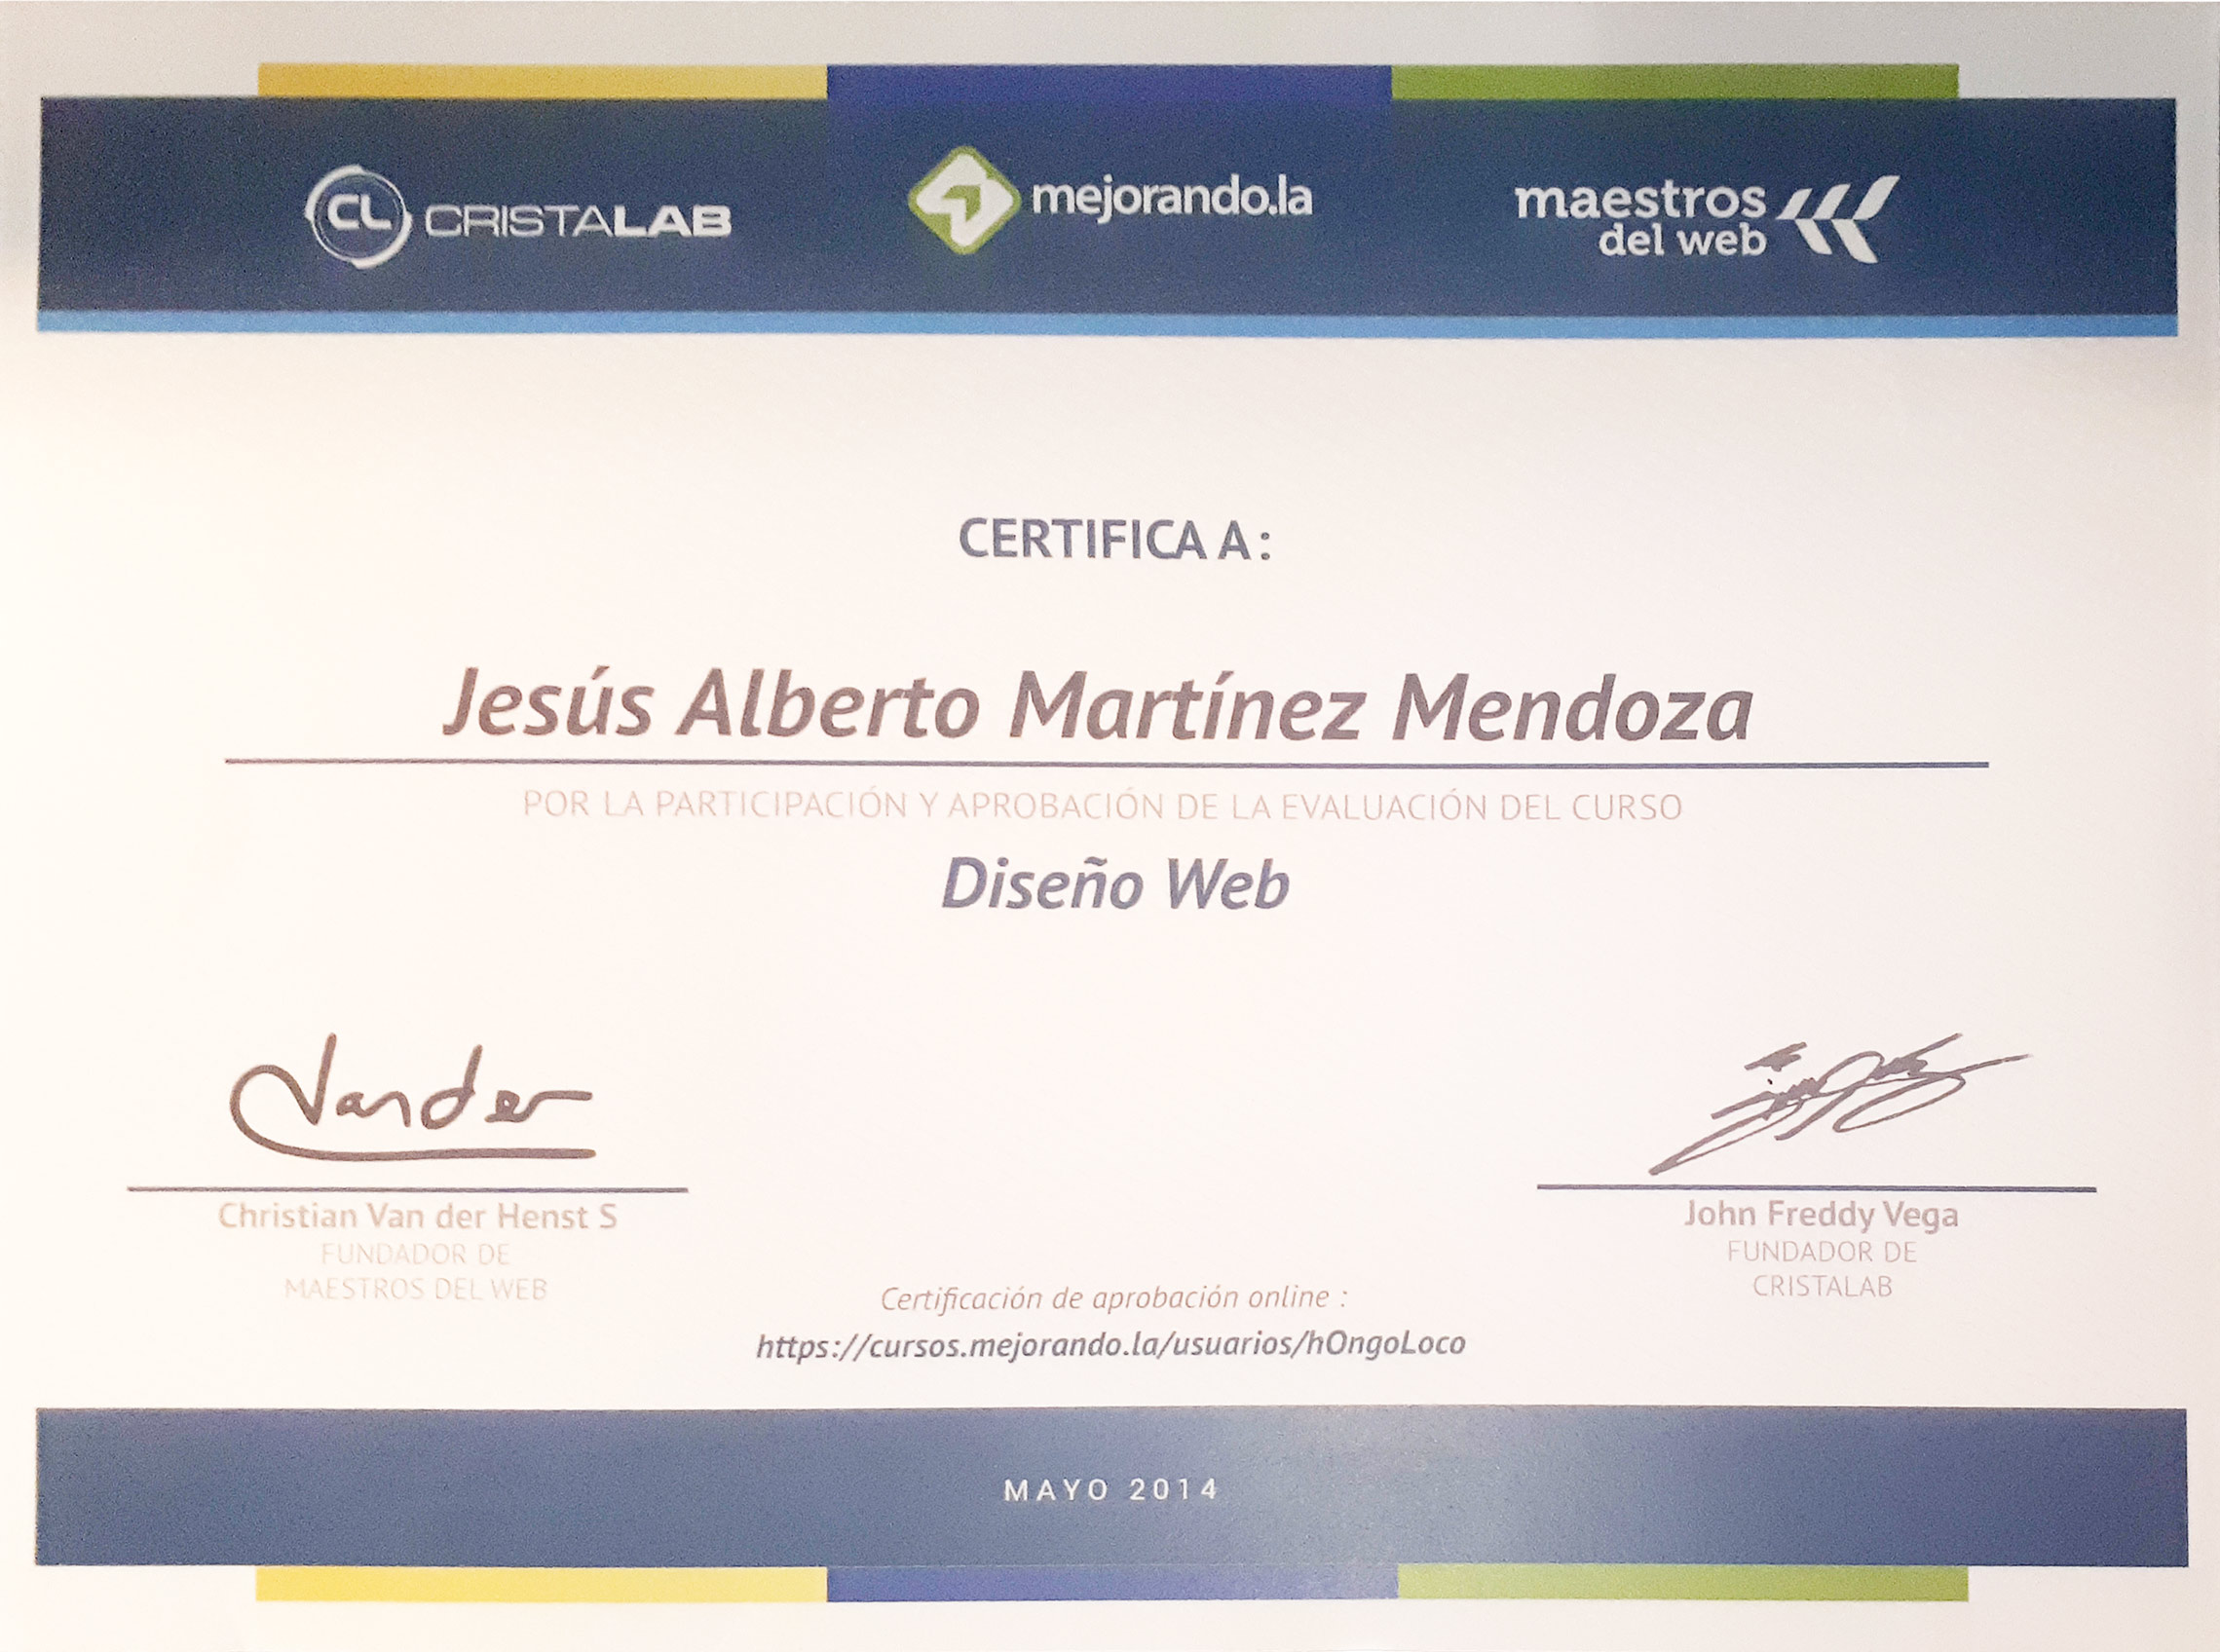 CL CRISTALAB
mejorando.la
maestros
del web
CERTIFICA A:
Jesús Alberto Martínez Mendoza
POR LA PARTICIPACIÓN Y APROBACIÓN DE LA EVALUACIÓN DEL CURSO
Diseño Web
Vander
Christian Van der Henst S
FUNDADOR DE
MAESTROS DEL WEB
John Freddy Vega
FUNDADOR DE
CRISTALAB
Certificación de aprobación online :
https://cursos.mejorando.la/usuarios/hOngoLoco
MAYO 2014